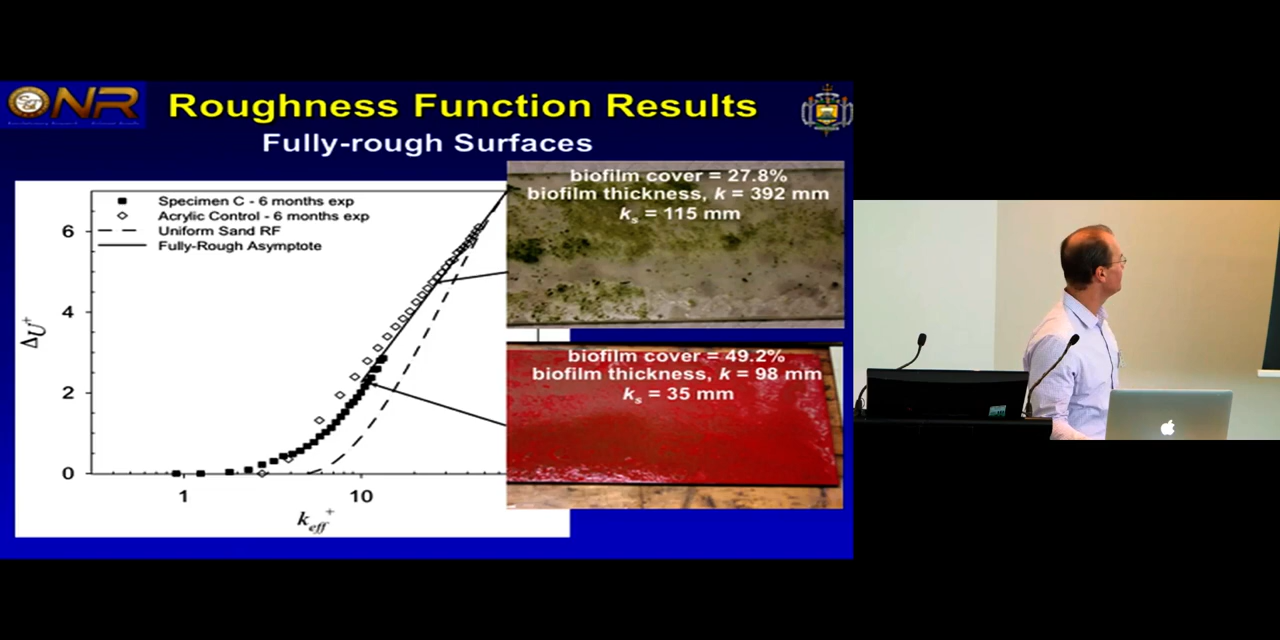 ONR
Roughness Function Results
Fully-rough Surfaces
Specimen C - 6 months exp
Acrylic Control - 6 months exp
Uniform Sand RF
Fully-Rough Asymptote
6
4
2
0
ΔU+
1
10
keff+
biofilm cover = 27.8%
biofilm thickness, k = 392 mm
ks = 115 mm
biofilm cover = 49.2%
biofilm thickness, k = 98 mm
ks = 35 mm